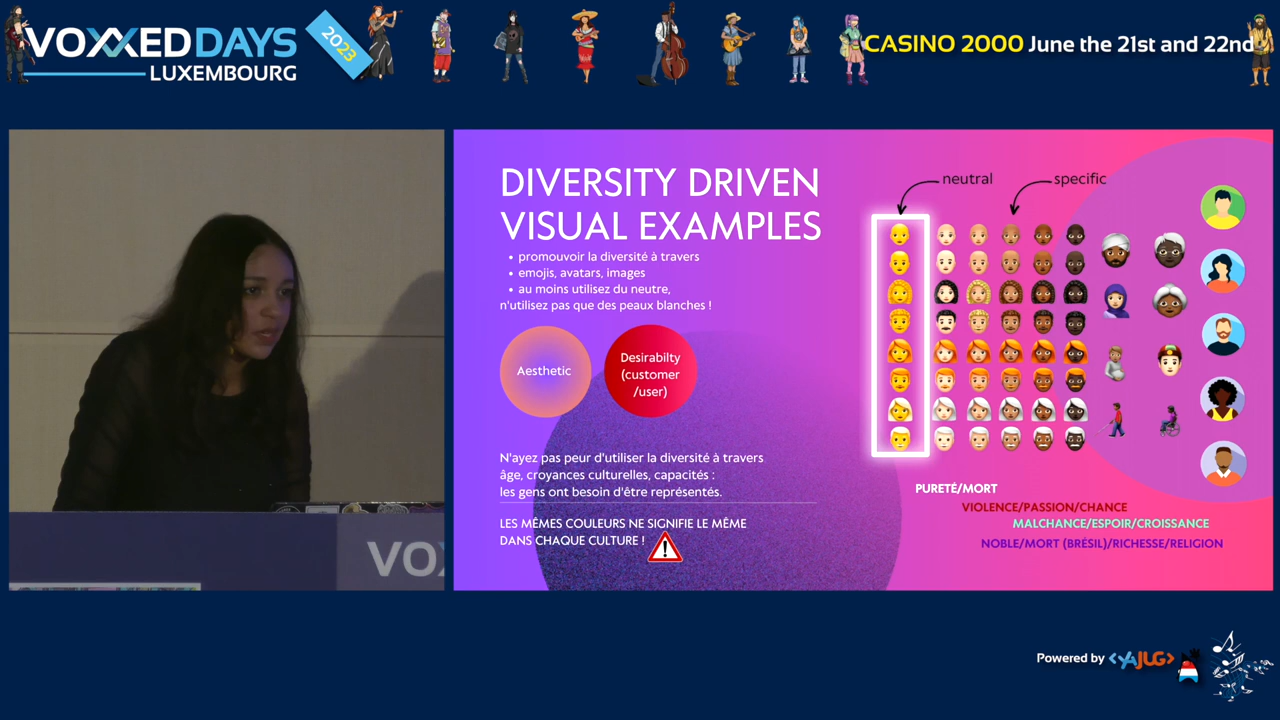 VOXXED DAYS
LUXEMBOURG
2023
CASINO 2000 June the 21st and 22nd
DIVERSITY DRIVEN
VISUAL EXAMPLES
• promouvoir la diversité à travers
• emojis, avatars, images
• au moins utilisez du neutre,
n'utilisez pas que des peaux blanches !
Aesthetic
Desirabilty
(customer
/user)
N'ayez pas peur d'utiliser la diversité à travers
âge, croyances culturelles, capacités :
les gens ont besoin d'être représentés.
LES MÊMES COULEURS NE SIGNIFIE LE MÊME
DANS CHAQUE CULTURE !
neutral
specific
PURETÉ/MORT
VIOLENCE/PASSION/CHANCE
MALCHANCE/ESPOIR/CROISSANCE
NOBLE/MORT (BRÉSIL)/RICHESSE/RELIGION
VOX
Powered by <YAJUG>